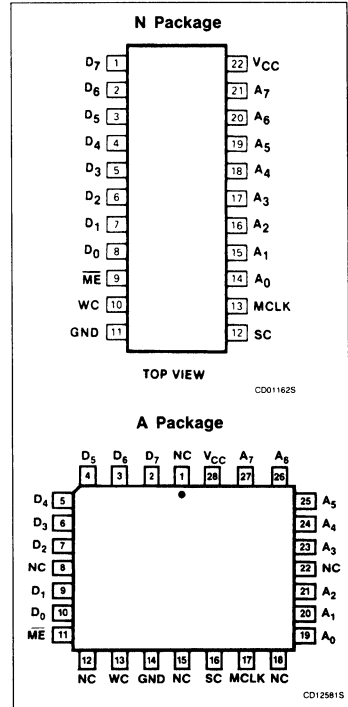 N Package
D7 1 22 VCC
D6 2 21 A7
D5 3 20 A6
D4 4 19 A5
D3 5 18 A4
D2 6 17 A3
D1 7 16 A2
D0 8 15 A1
ME 9 14 A0
WC 10 13 MCLK
GND 11 12 SC
TOP VIEW
CD01162S
A Package
D5 D6 D7 NC VCC A7 A6
4 3 2 1 28 27 26
D4 5 25 A5
D3 6 24 A4
D2 7 23 A3
NC 8 22 NC
D1 9 21 A2
D0 10 20 A1
ME 11 19 A0
12 13 14 15 16 17 18
NC WC GND NC SC MCLK NC
CD12581S